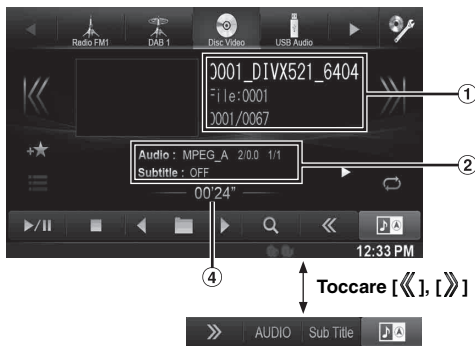 Radio FM1 DAB 1 Disc Video USB Audio
0001_DIVX521_6404
File:0001
0001/0067
1
Audio : MPEG_A 2/0.0 1/1
Subtitle : OFF
2
00'24"
12:33 PM
4
Toccare [《], [》]
AUDIO Sub Title